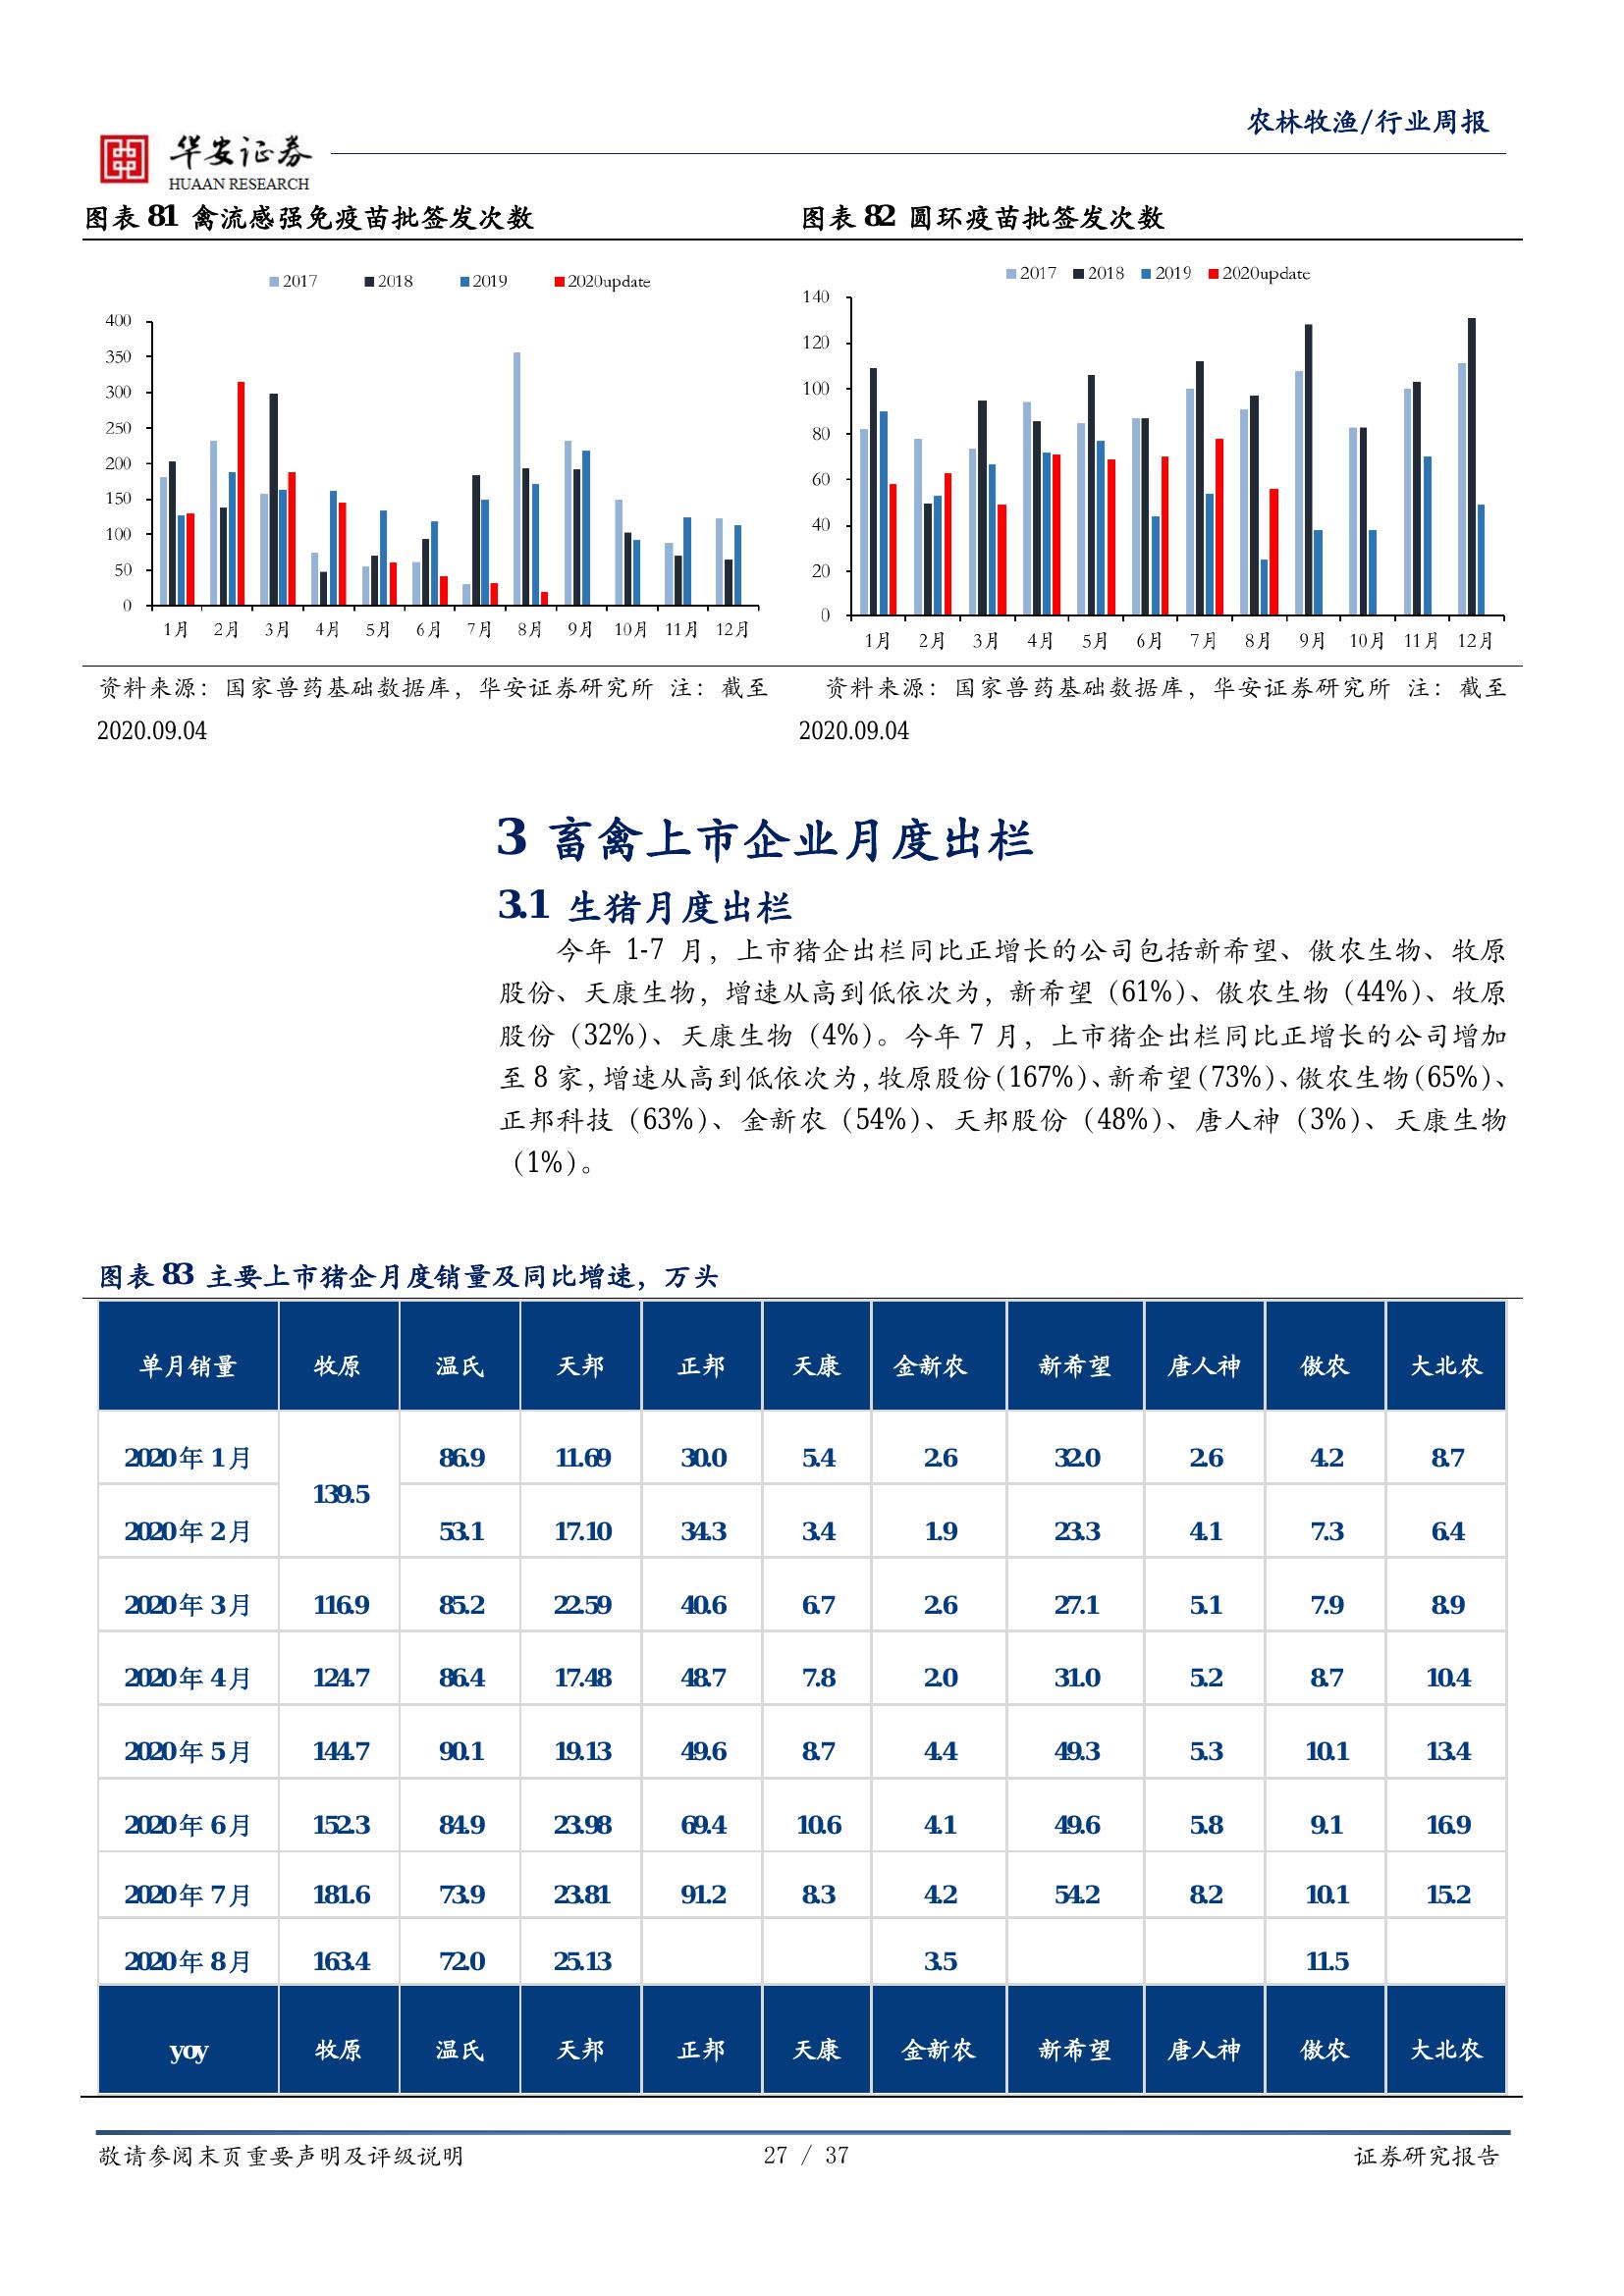 农林牧渔/行业周报
华安证券
HUAAN RESEARCH
图表 81 禽流感强免疫苗批签发次数
2017 2018 2019 2020update
400
350
300
250
200
150
100
50
0
1月 2月 3月 4月 5月 6月 7月 8月 9月 10月 11月 12月
资料来源：国家兽药基础数据库，华安证券研究所 注：截至
2020.09.04
图表 82 圆环疫苗批签发次数
2017 2018 2019 2020update
140
120
100
80
60
40
20
0
1月 2月 3月 4月 5月 6月 7月 8月 9月 10月 11月 12月
资料来源：国家兽药基础数据库，华安证券研究所 注：截至
2020.09.04
3 畜禽上市企业月度出栏
3.1 生猪月度出栏
今年 1-7 月，上市猪企出栏同比正增长的公司包括新希望、傲农生物、牧原
股份、天康生物，增速从高到低依次为，新希望（61%）、傲农生物（44%）、牧原
股份（32%）、天康生物（4%）。今年 7 月，上市猪企出栏同比正增长的公司增加
至 8 家，增速从高到低依次为，牧原股份（167%）、新希望（73%）、傲农生物（65%）、
正邦科技（63%）、金新农（54%）、天邦股份（48%）、唐人神（3%）、天康生物
（1%）。
图表 83 主要上市猪企月度销量及同比增速，万头
单月销量 牧原 温氏 天邦 正邦 天康 金新农 新希望 唐人神 傲农 大北农
2020年1月 139.5 86.9 11.69 30.0 5.4 2.6 32.0 2.6 4.2 8.7
2020年2月 53.1 17.10 34.3 3.4 1.9 23.3 4.1 7.3 6.4
2020年3月 116.9 85.2 22.59 40.6 6.7 2.6 27.1 5.1 7.9 8.9
2020年4月 124.7 86.4 17.48 48.7 7.8 2.0 31.0 5.2 8.7 10.4
2020年5月 144.7 90.1 19.13 49.6 8.7 4.4 49.3 5.3 10.1 13.4
2020年6月 152.3 84.9 23.98 69.4 10.6 4.1 49.6 5.8 9.1 16.9
2020年7月 181.6 73.9 23.81 91.2 8.3 4.2 54.2 8.2 10.1 15.2
2020年8月 163.4 72.0 25.13 3.5 11.5
yoy 牧原 温氏 天邦 正邦 天康 金新农 新希望 唐人神 傲农 大北农
敬请参阅末页重要声明及评级说明 27 / 37 证券研究报告